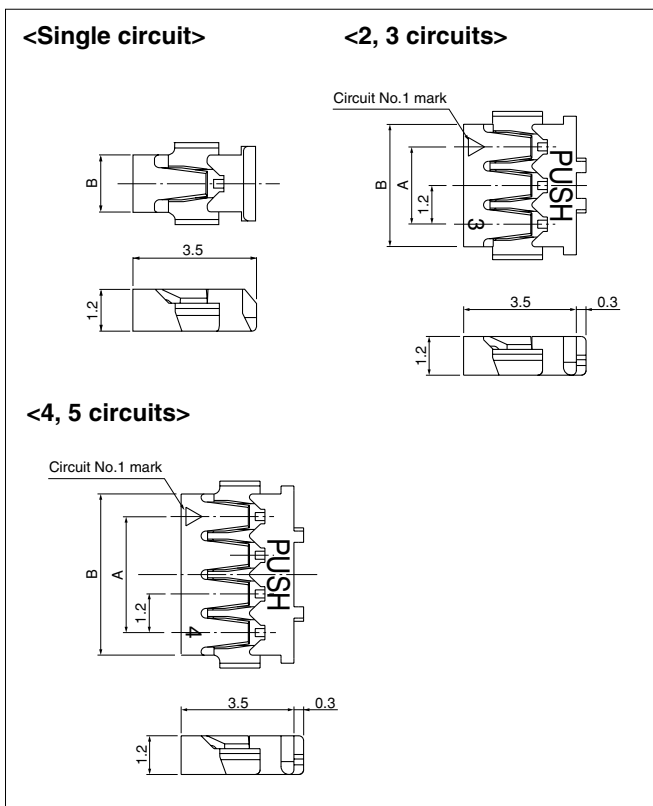 <Single circuit>
B
3.5
1.2
<2, 3 circuits>
Circuit No.1 mark
B
A
1.2
3
PUSH
3.5
0.3
1.2
<4, 5 circuits>
Circuit No.1 mark
B
A
1.2
4
PUSH
3.5
0.3
1.2